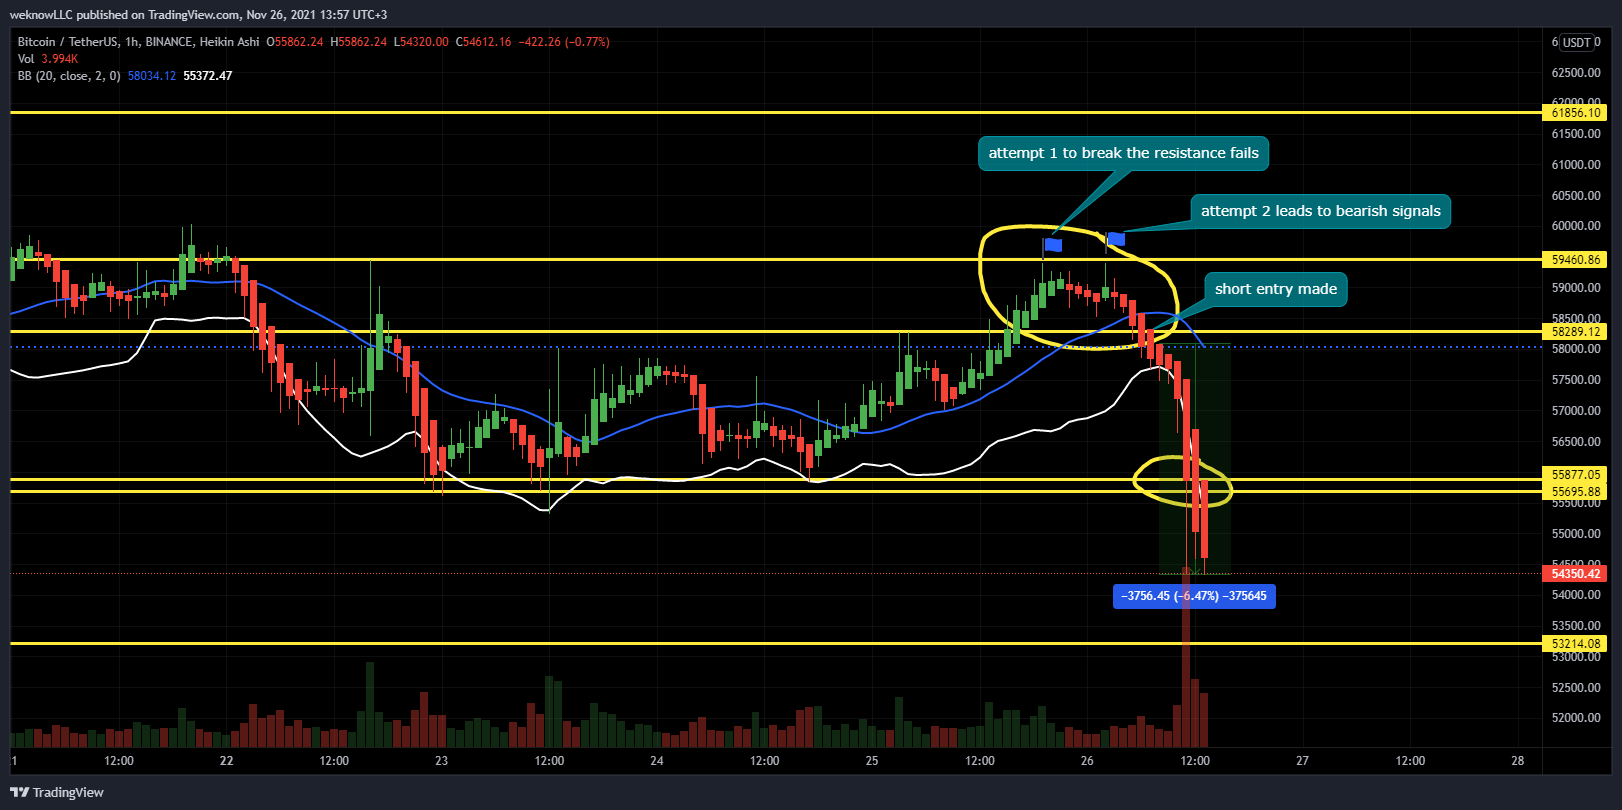 weknowLLC published on TradingView.com, Nov 26, 2021 13:57 UTC+3
Bitcoin / TetherUS, 1h, BINANCE, Heikin Ashi O55862.24 H55862.24 L54320.00 C54612.16 −422.26 (−0.77%)
Vol 3.994K
BB (20, close, 2, 0) 58034.12 55372.47
USDT
62500.00
62000.00
61856.10
61500.00
attempt 1 to break the resistance fails
61000.00
60500.00
attempt 2 leads to bearish signals
60000.00
59460.86
short entry made
59000.00
58500.00
58289.12
58000.00
57500.00
57000.00
56500.00
55877.05
55695.88
55500.00
55000.00
54500.00
54350.42
−3756.45 (−6.47%) −375645
54000.00
53500.00
53214.08
53000.00
52500.00
52000.00
12:00 22 12:00 23 12:00 24 12:00 25 12:00 26 12:00 27 12:00 28
TradingView